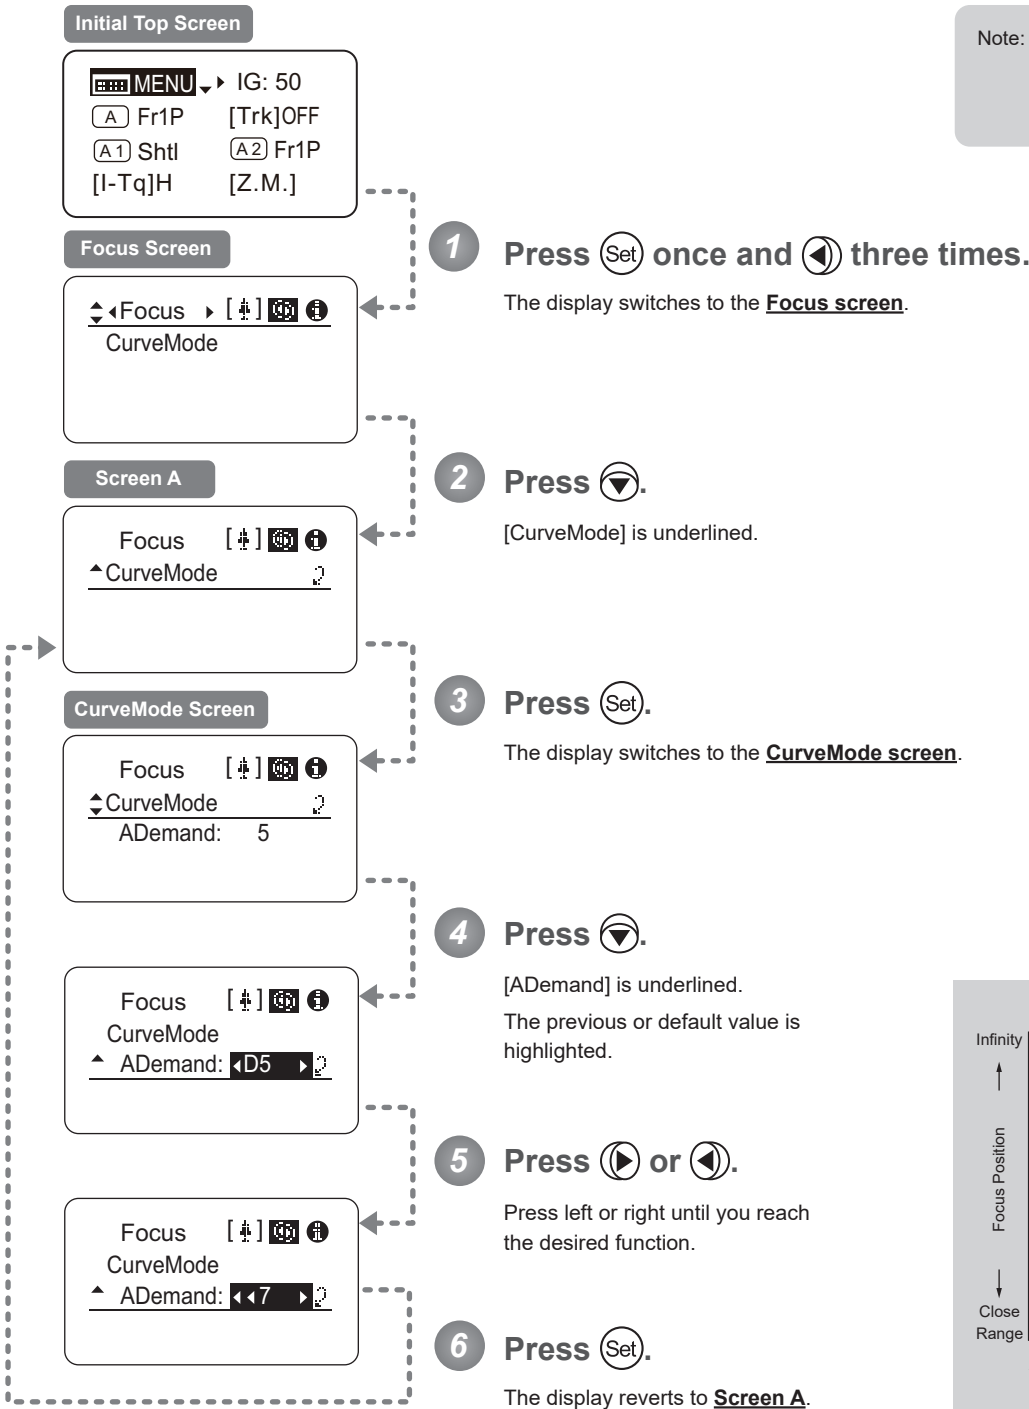 Initial Top Screen
MENU IG: 50
A Fr1P [Trk]OFF
A1 Shtl A2 Fr1P
[I-Tq]H [Z.M.]
Note:
1 Press Set once and three times.
The display switches to the Focus screen.
Focus Screen
Focus [ ]
CurveMode
2 Press .
[CurveMode] is underlined.
Screen A
Focus [ ]
CurveMode
3 Press Set.
The display switches to the CurveMode screen.
CurveMode Screen
Focus [ ]
CurveMode
ADemand: 5
4 Press .
[ADemand] is underlined.
The previous or default value is
highlighted.
Focus [ ]
CurveMode
ADemand: D5
5 Press or .
Press left or right until you reach
the desired function.
Focus [ ]
CurveMode
ADemand: 7
6 Press Set.
The display reverts to Screen A.
Infinity
Focus Position
Close
Range